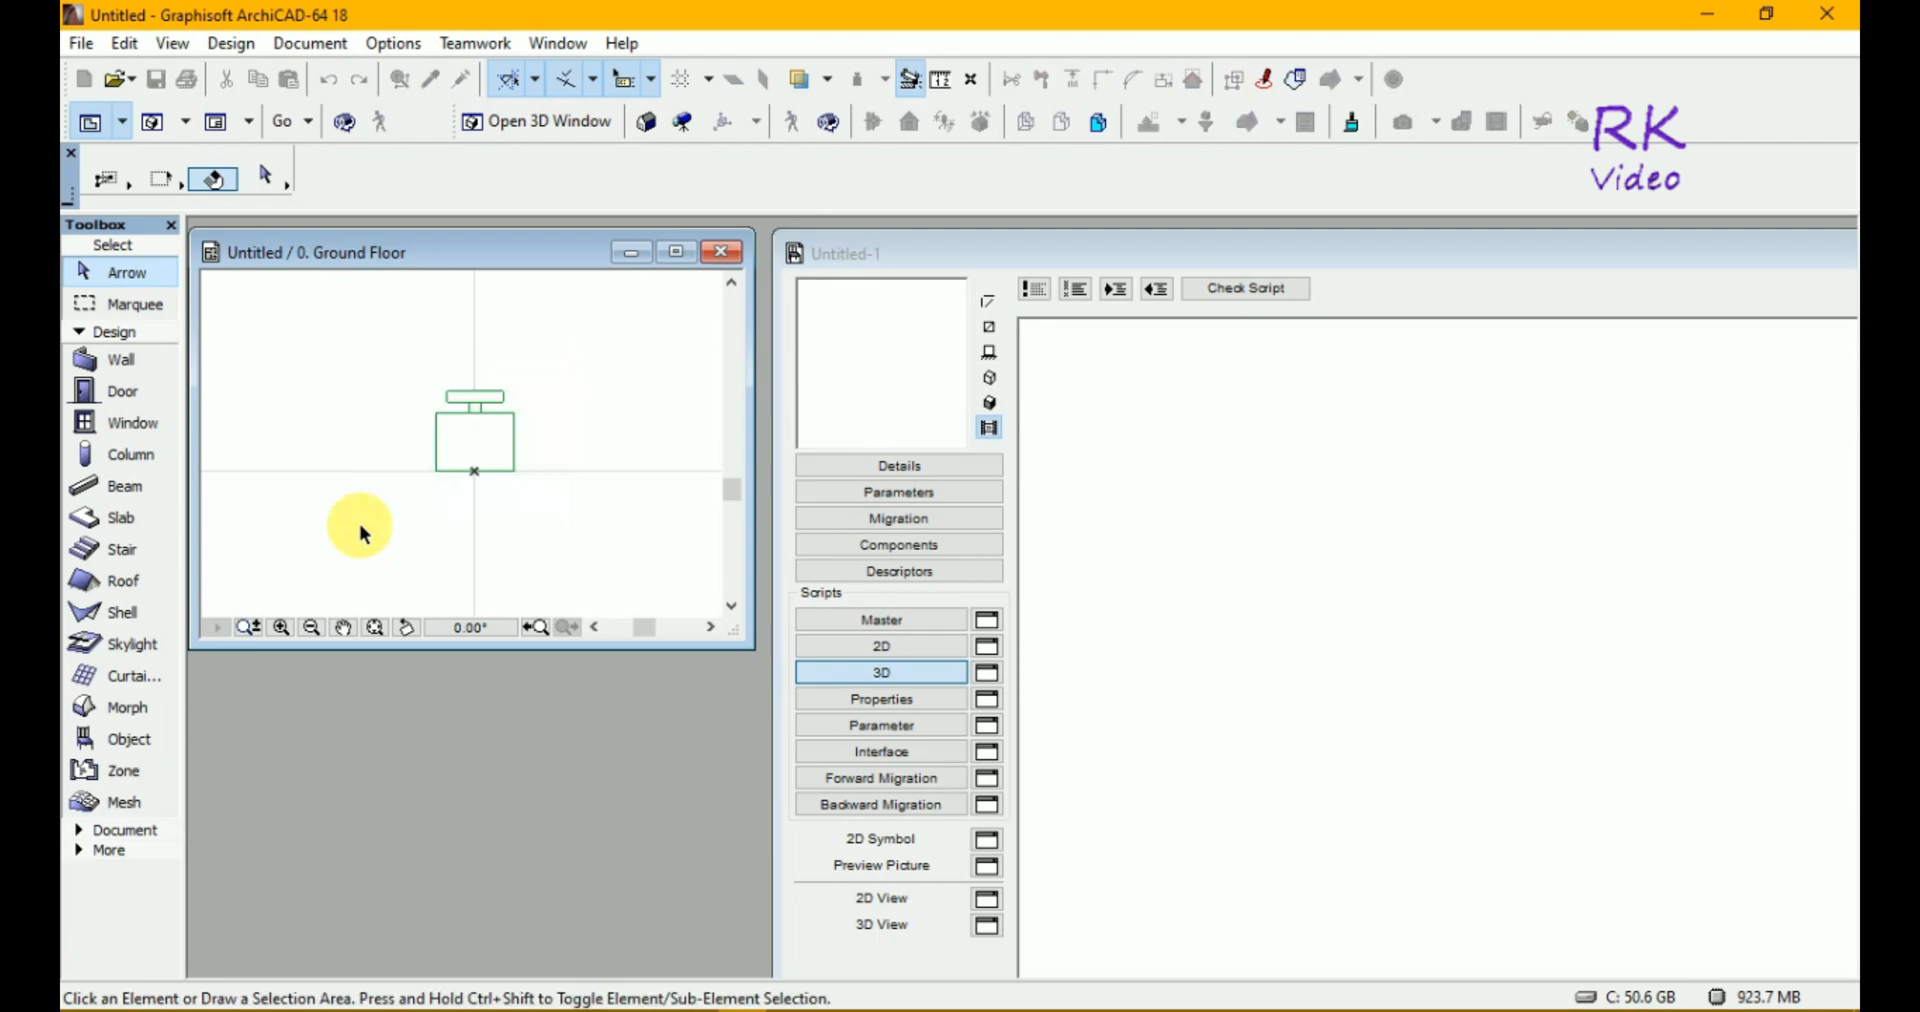 Untitled - Graphisoft ArchiCAD-64 18
File Edit View Design Document Options Teamwork Window Help
Go Open 3D Window
RK
Video
Toolbox
Select
Arrow
Marquee
Design
Wall
Door
Window
Column
Beam
Slab
Stair
Roof
Shell
Skylight
Curtai...
Morph
Object
Zone
Mesh
Document
More
Untitled / 0. Ground Floor
0.00°
Untitled-1
Check Script
Details
Parameters
Migration
Components
Descriptors
Scripts
Master
2D
3D
Properties
Parameter
Interface
Forward Migration
Backward Migration
2D Symbol
Preview Picture
2D View
3D View
Click an Element or Draw a Selection Area. Press and Hold Ctrl+Shift to Toggle Element/Sub-Element Selection.
C: 50.6 GB 923.7 MB